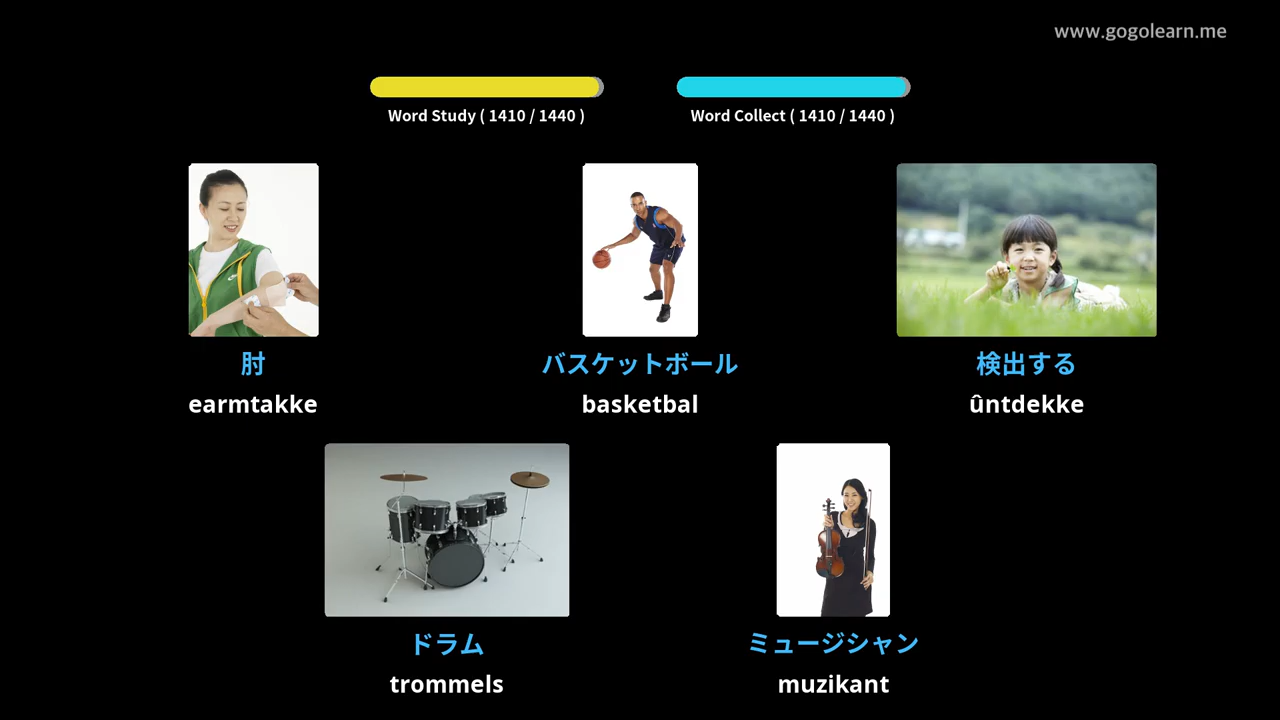 www.gogolearn.me
Word Study ( 1410 / 1440 )
Word Collect ( 1410 / 1440 )
肘
earmtakke
バスケットボール
basketbal
検出する
ûntdekke
ドラム
trommels
ミュージシャン
muzikant